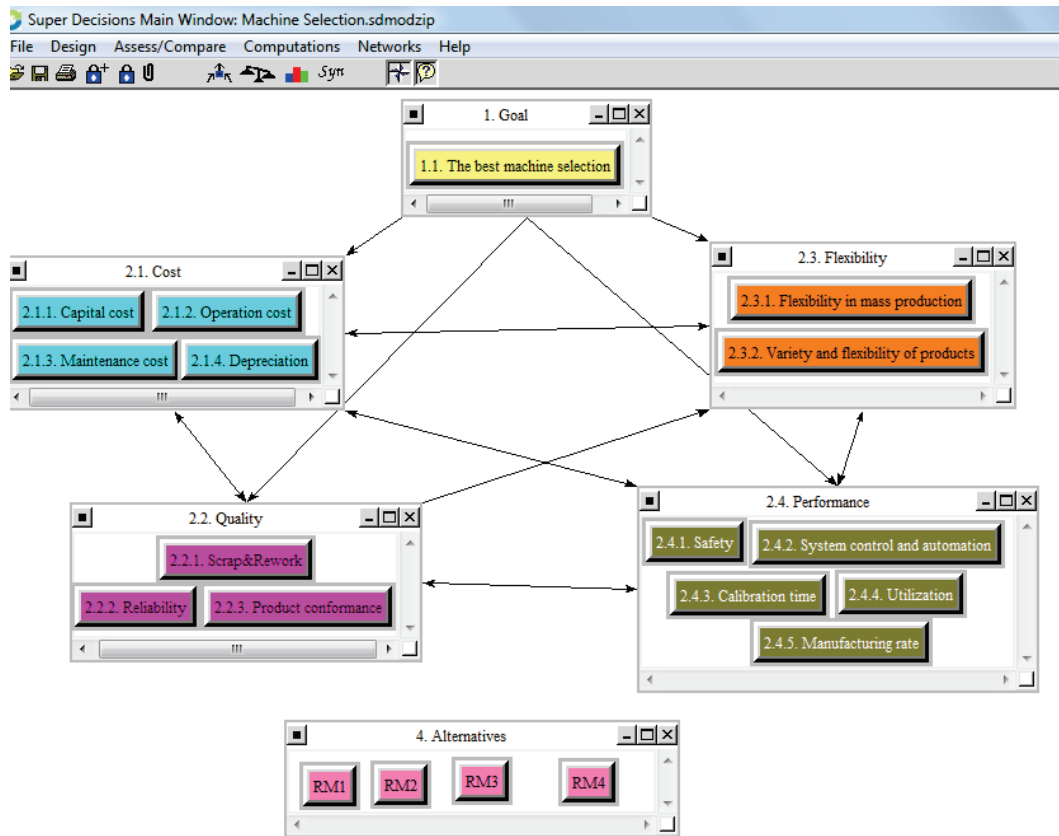 Super Decisions Main Window: Machine Selection.sdmodzip
File Design Assess/Compare Computations Networks Help
Syn
1. Goal
1.1. The best machine selection
2.1. Cost
2.1.1. Capital cost
2.1.2. Operation cost
2.1.3. Maintenance cost
2.1.4. Depreciation
2.3. Flexibility
2.3.1. Flexibility in mass production
2.3.2. Variety and flexibility of products
2.2. Quality
2.2.1. Scrap&Rework
2.2.2. Reliability
2.2.3. Product conformance
2.4. Performance
2.4.1. Safety
2.4.2. System control and automation
2.4.3. Calibration time
2.4.4. Utilization
2.4.5. Manufacturing rate
4. Alternatives
RM1
RM2
RM3
RM4